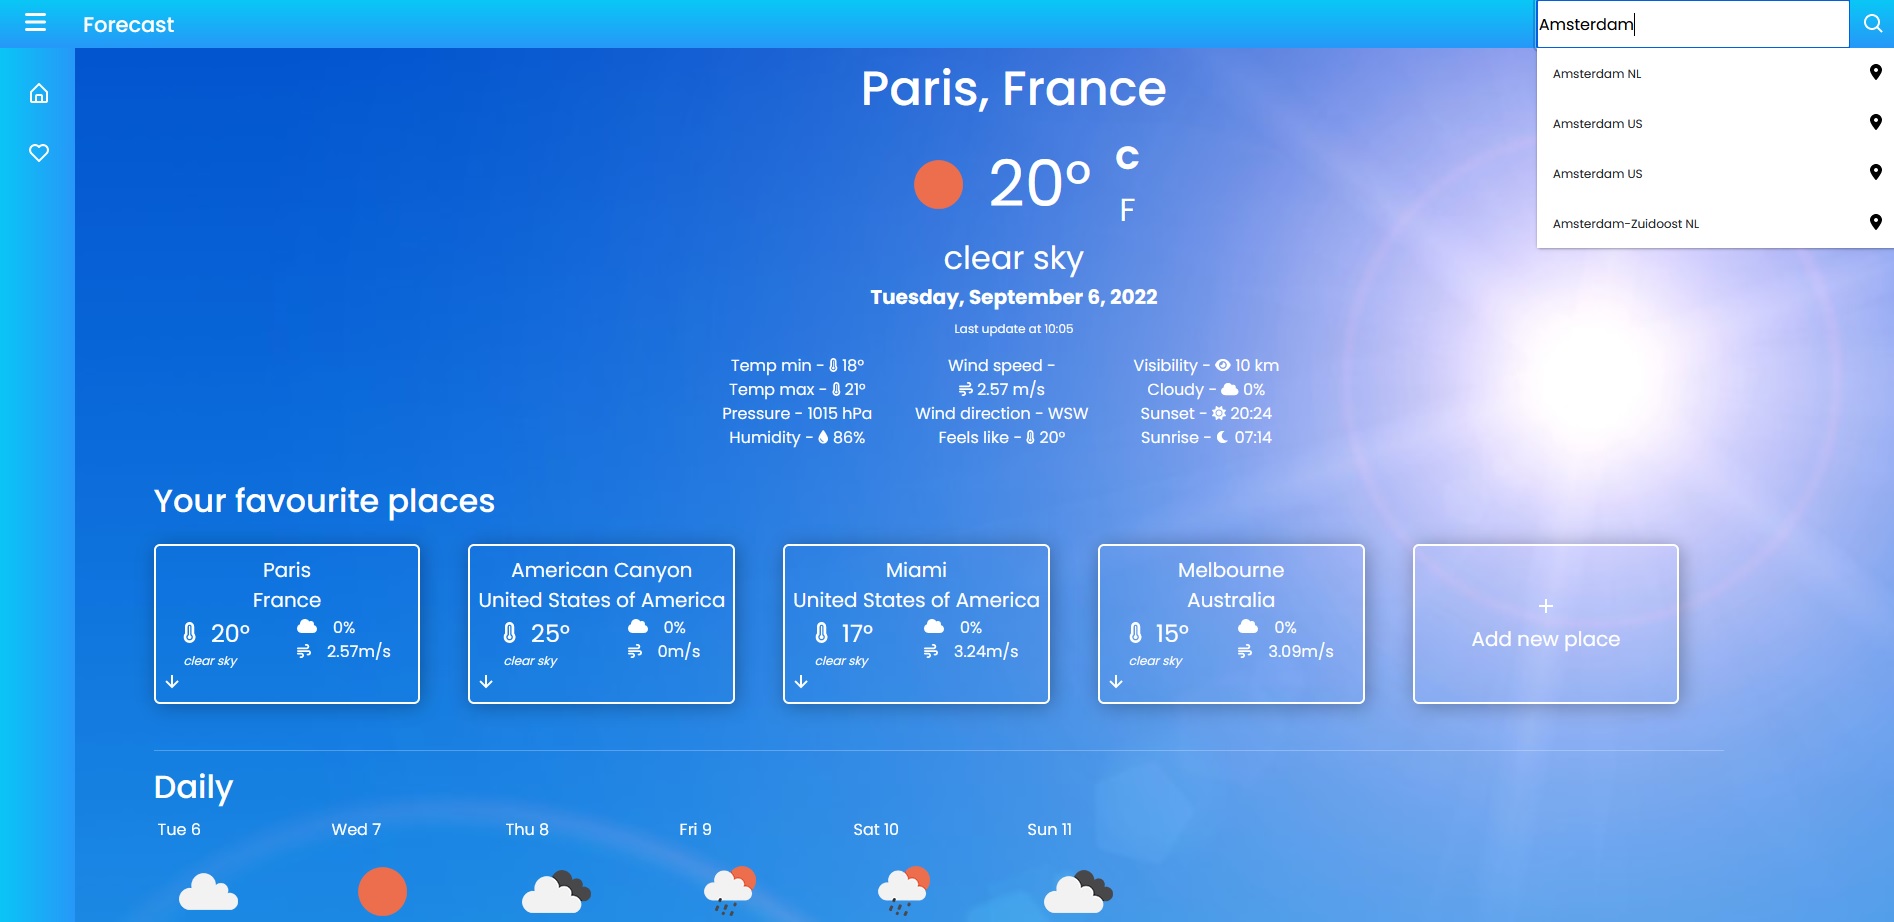 Forecast
Amsterdam
Amsterdam NL
Amsterdam US
Amsterdam US
Amsterdam-Zuidoost NL
Paris, France
20° C
F
clear sky
Tuesday, September 6, 2022
Last update at 10:05
Temp min - 18°
Temp max - 21°
Pressure - 1015 hPa
Humidity - 86%
Wind speed -
2.57 m/s
Wind direction - WSW
Feels like - 20°
Visibility - 10 km
Cloudy - 0%
Sunset - 20:24
Sunrise - 07:14
Your favourite places
Paris
France
20° 0%
2.57m/s
clear sky
American Canyon
United States of America
25° 0%
0m/s
clear sky
Miami
United States of America
17° 0%
3.24m/s
clear sky
Melbourne
Australia
15° 0%
3.09m/s
clear sky
+
Add new place
Daily
Tue 6
Wed 7
Thu 8
Fri 9
Sat 10
Sun 11